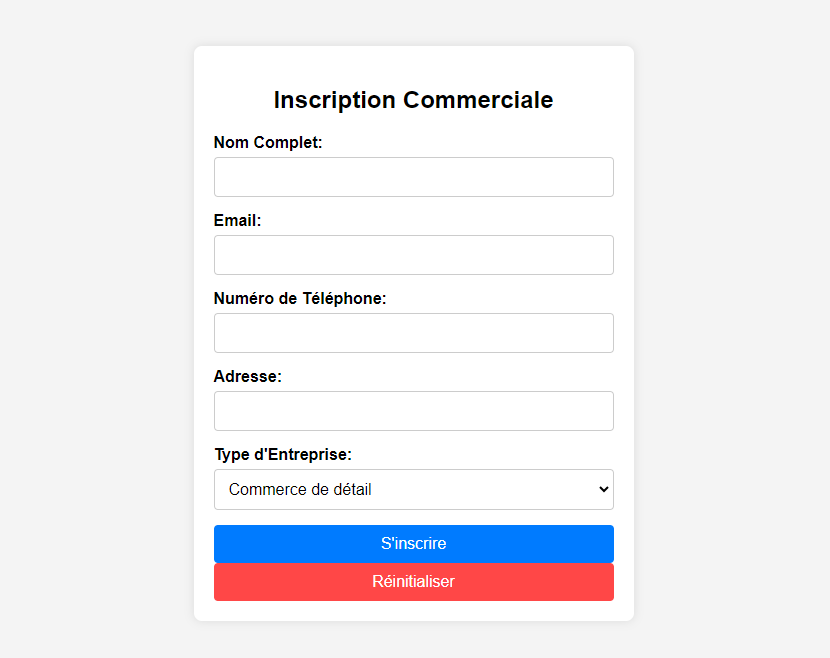 Inscription Commerciale
Nom Complet:
Email:
Numéro de Téléphone:
Adresse:
Type d'Entreprise:
Commerce de détail
S'inscrire
Réinitialiser